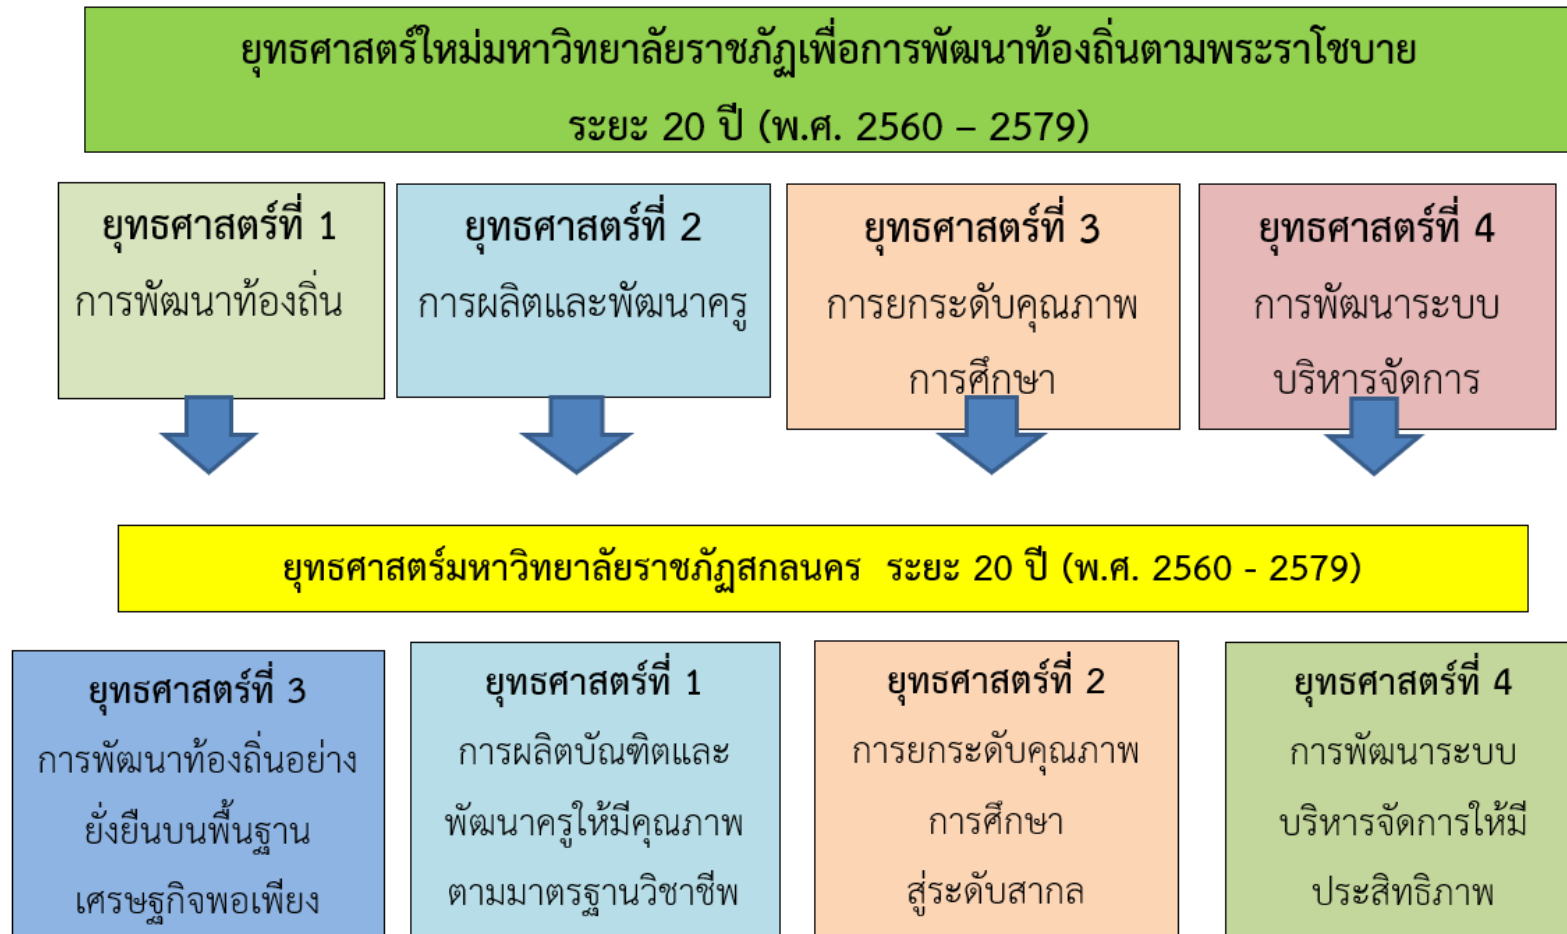 ยุทธศาสตร์ใหม่มหาวิทยาลัยราชภัฏเพื่อการพัฒนาท้องถิ่นตามพระราโชบาย
ระยะ 20 ปี (พ.ศ. 2560 – 2579)
ยุทธศาสตร์ที่ 1
การพัฒนาท้องถิ่น
ยุทธศาสตร์ที่ 2
การผลิตและพัฒนาครู
ยุทธศาสตร์ที่ 3
การยกระดับคุณภาพ
การศึกษา
ยุทธศาสตร์ที่ 4
การพัฒนาระบบ
บริหารจัดการ
ยุทธศาสตร์มหาวิทยาลัยราชภัฏสกลนคร ระยะ 20 ปี (พ.ศ. 2560 - 2579)
ยุทธศาสตร์ที่ 3
การพัฒนาท้องถิ่นอย่าง
ยั่งยืนบนพื้นฐาน
เศรษฐกิจพอเพียง
ยุทธศาสตร์ที่ 1
การผลิตบัณฑิตและ
พัฒนาครูให้มีคุณภาพ
ตามมาตรฐานวิชาชีพ
ยุทธศาสตร์ที่ 2
การยกระดับคุณภาพ
การศึกษา
สู่ระดับสากล
ยุทธศาสตร์ที่ 4
การพัฒนาระบบ
บริหารจัดการให้มี
ประสิทธิภาพ